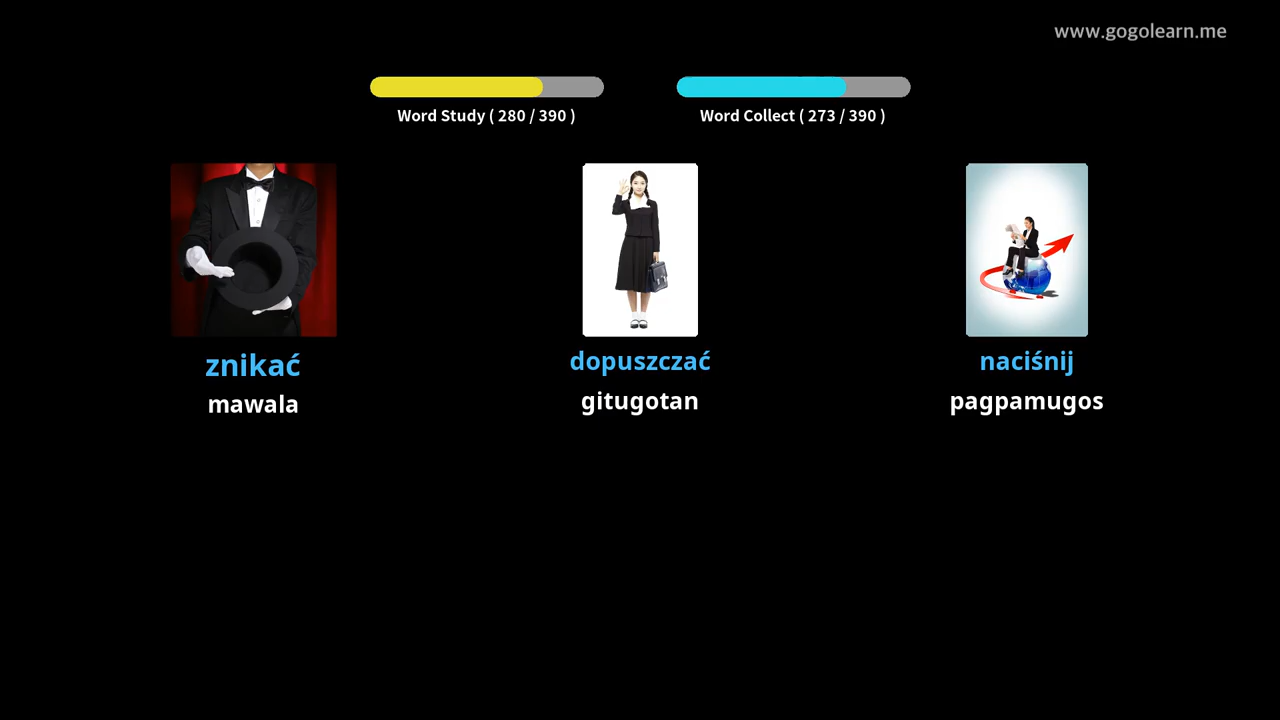 www.gogolearn.me
Word Study ( 280 / 390 )
Word Collect ( 273 / 390 )
znikać
mawala
dopuszczać
gitugotan
naciśnij
pagpamugos